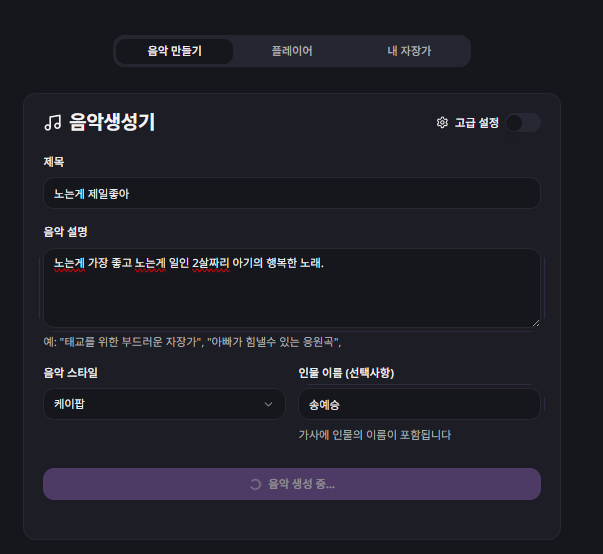 음악 만들기 플레이어 내 자장가
음악생성기 고급 설정
제목
노는게 제일좋아
음악 설명
노는게 가장 좋고 노는게 일인 2살짜리 아기의 행복한 노래.
예: "태교를 위한 부드러운 자장가", "아빠가 힘낼수 있는 응원곡",
음악 스타일 인물 이름 (선택사항)
케이팝 송예승
가사에 인물의 이름이 포함됩니다
음악 생성 중...